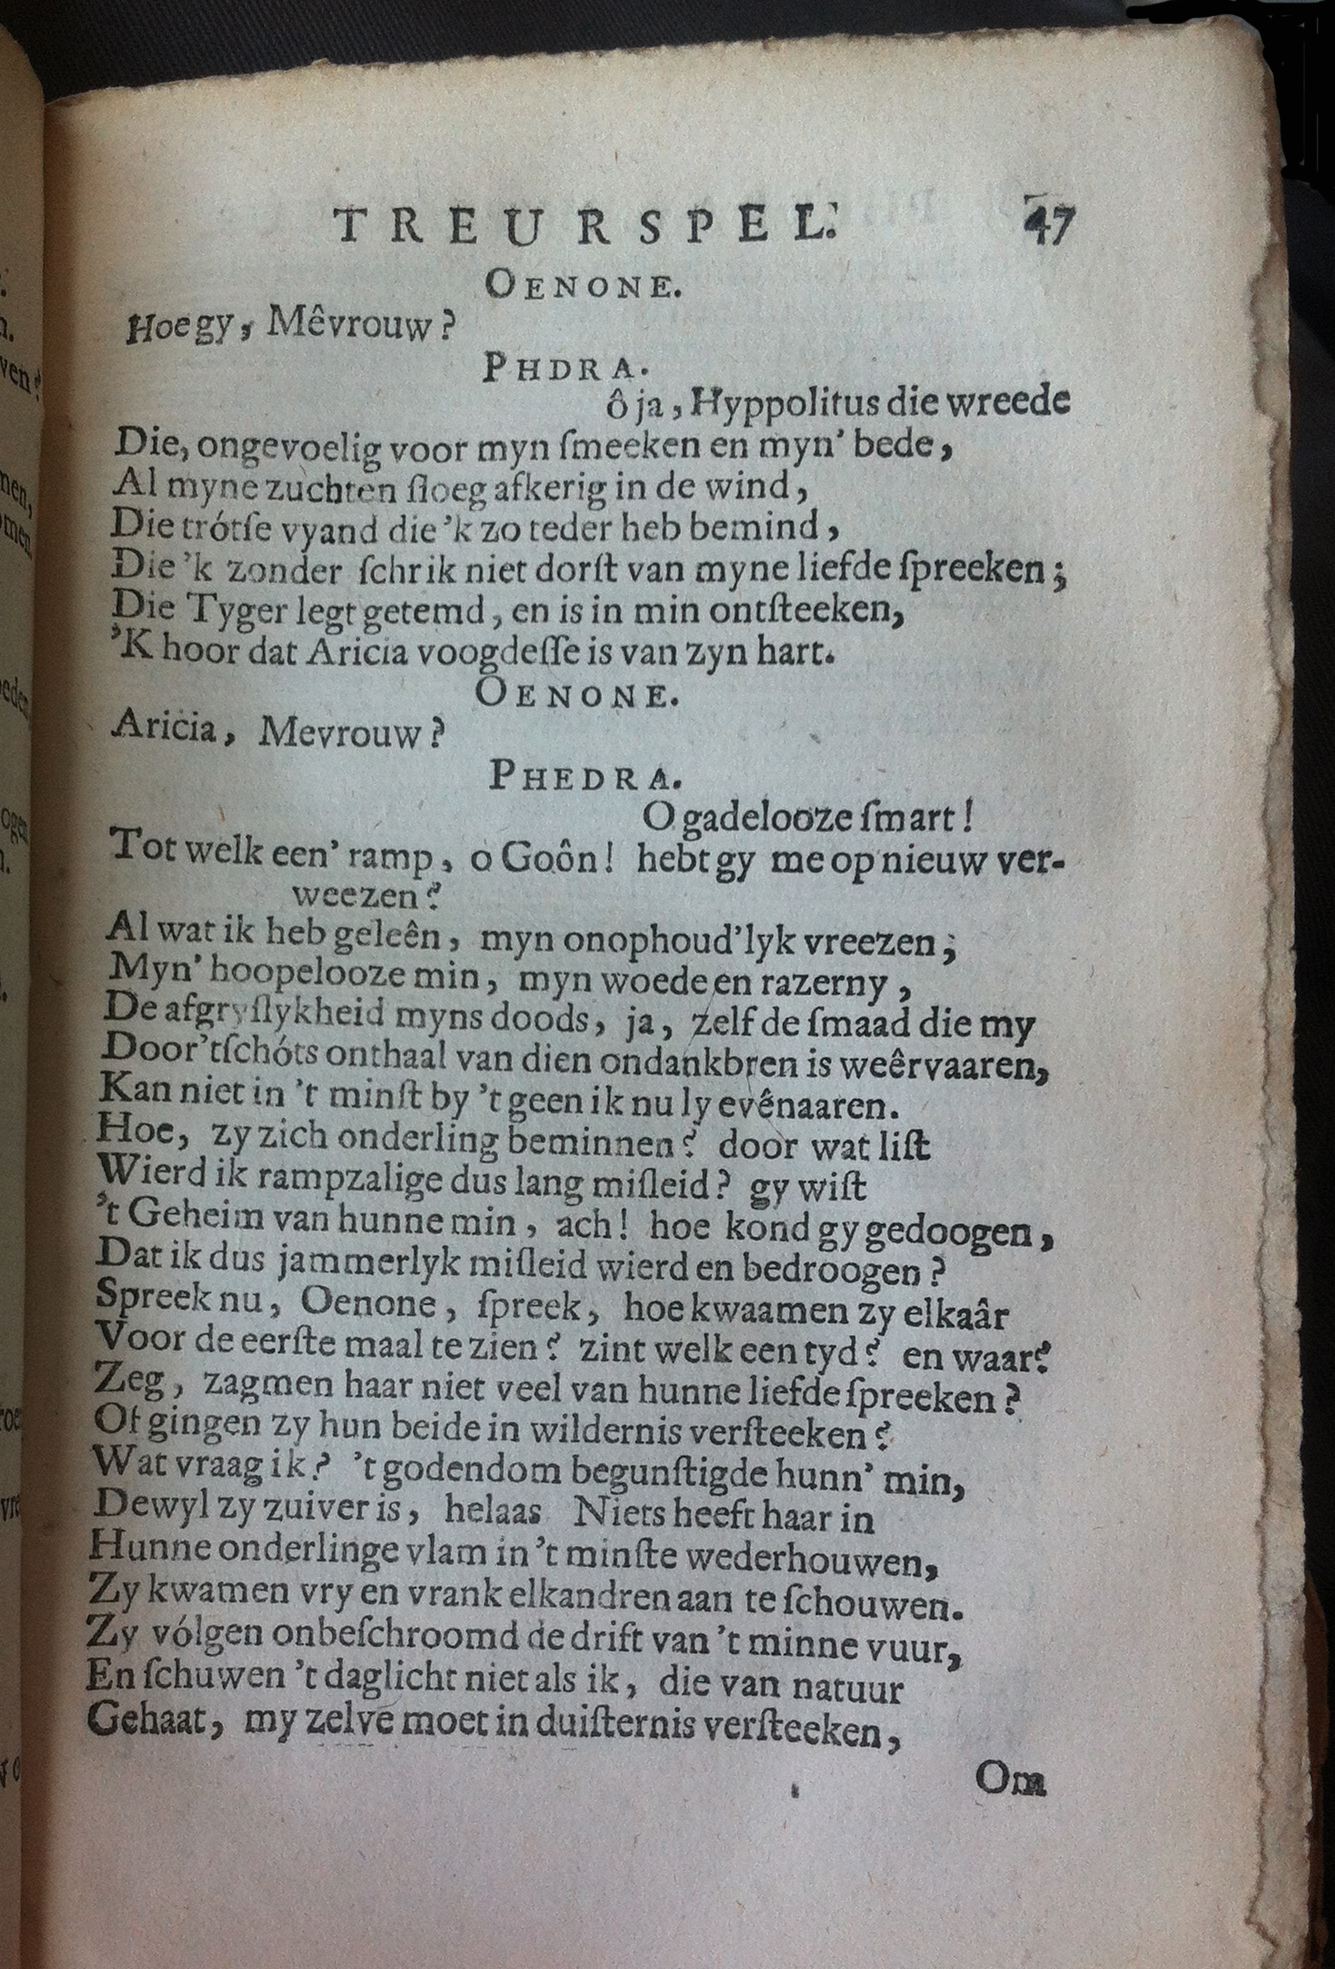 TREURSPEL. 47
OENONE.
Hoe gy, Mêvrouw?
PHDRA.
ô ja, Hyppolitus die wreede
Die, ongevoelig voor myn ſmeeken en myn' bede,
Al myne zuchten ſloeg afkerig in de wind,
Die trótſe vyand die 'k zo teder heb bemind,
Die 'k zonder ſchrik niet dorſt van myne liefde ſpreeken;
Die Tyger legt getemd, en is in min ontſteeken,
'K hoor dat Aricia voogdeſſe is van zyn hart.
OENONE.
Aricia, Mevrouw?
PHEDRA.
O gadelooze ſmart!
Tot welk een' ramp, o Goôn! hebt gy me op nieuw ver-
weezen?
Al wat ik heb geleên, myn onophoud'lyk vreezen;
Myn' hoopelooze min, myn woede en razerny,
De afgryſlykheid myns doods, ja, zelf de ſmaad die my
Door 'tſchóts onthaal van dien ondankbren is weêrvaaren,
Kan niet in 't minſt by 't geen ik nu ly evênaaren.
Hoe, zy zich onderling beminnen? door wat liſt
Wierd ik rampzalige dus lang miſleid? gy wiſt
't Geheim van hunne min, ach! hoe kond gy gedoogen,
Dat ik dus jammerlyk miſleid wierd en bedroogen?
Spreek nu, Oenone, ſpreek, hoe kwaamen zy elkaâr
Voor de eerſte maal te zien? zint welk een tyd? en waar?
Zeg, zagmen haar niet veel van hunne liefde ſpreeken?
Of gingen zy hun beide in wildernis verſteeken?
Wat vraag ik? 't godendom begunſtigde hunn' min,
Dewyl zy zuiver is, helaas Niets heeft haar in
Hunne onderlinge vlam in 't minſte wederhouwen,
Zy kwamen vry en vrank elkandren aan te ſchouwen.
Zy vólgen onbeſchroomd de drift van 't minne vuur,
En ſchuwen 't daglicht niet als ik, die van natuur
Gehaat, my zelve moet in duiſternis verſteeken,
Om